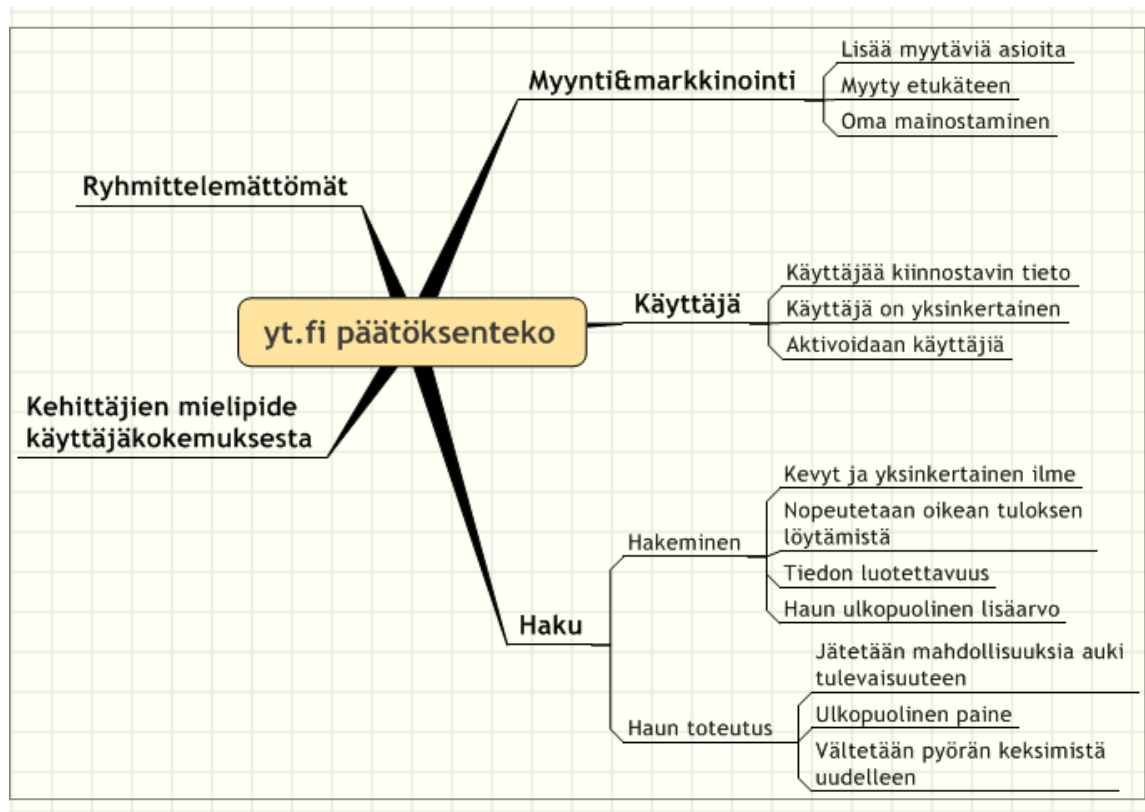 Lisää myytäviä asioita
Myynti&markkinointi
Myyty etukäteen
Oma mainostaminen
Ryhmittelemättömät
Käyttäjää kiinnostavin tieto
Käyttäjä
Käyttäjä on yksinkertainen
Aktivoidaan käyttäjiä
yt.fi päätöksenteko
Kehittäjien mielipide
käyttäjäkokemuksesta
Kevyt ja yksinkertainen ilme
Nopeutetaan oikean tuloksen
löytämistä
Hakeminen
Tiedon luotettavuus
Haun ulkopuolinen lisäarvo
Haku
Jätetään mahdollisuuksia auki
tulevaisuuteen
Ulkopuolinen paine
Haun toteutus
Vältetään pyörän keksimistä
uudelleen